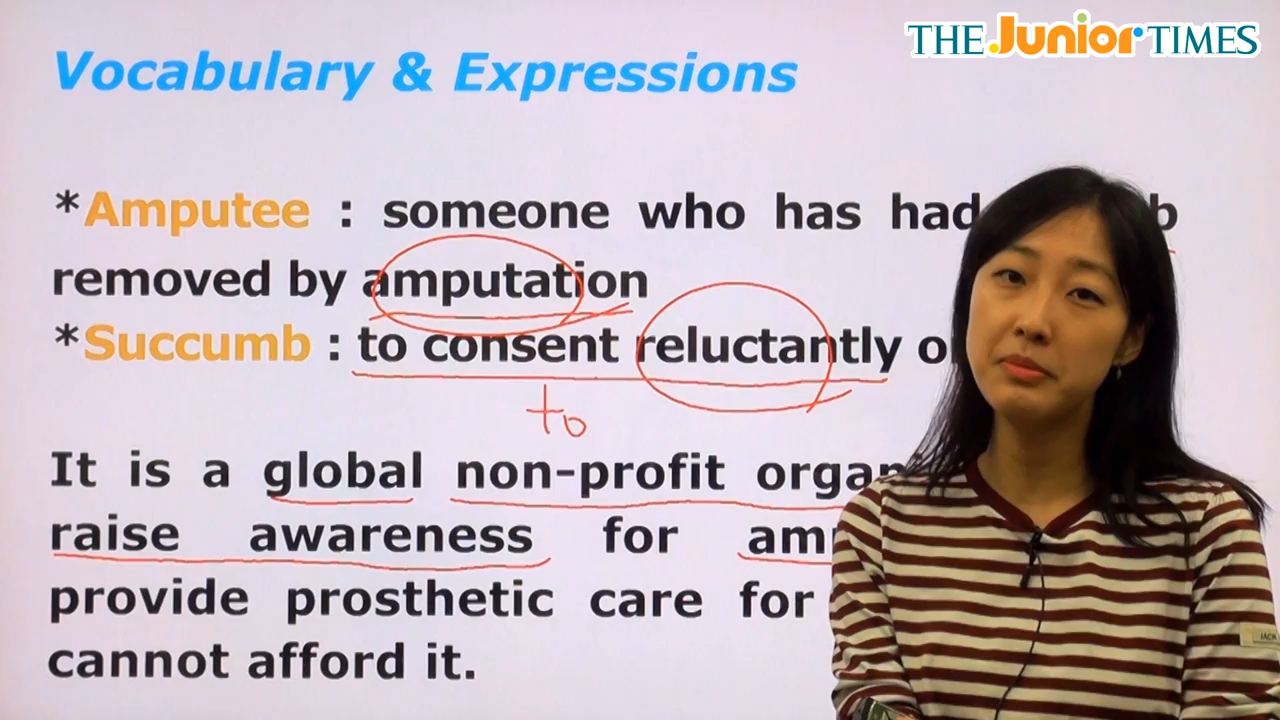 THE Junior TIMES
Vocabulary & Expressions
*Amputee : someone who has had
removed by amputation
*Succumb : to consent reluctantly
to
It is a global non-profit
raise awareness for
provide prosthetic care for
cannot afford it.
JACK